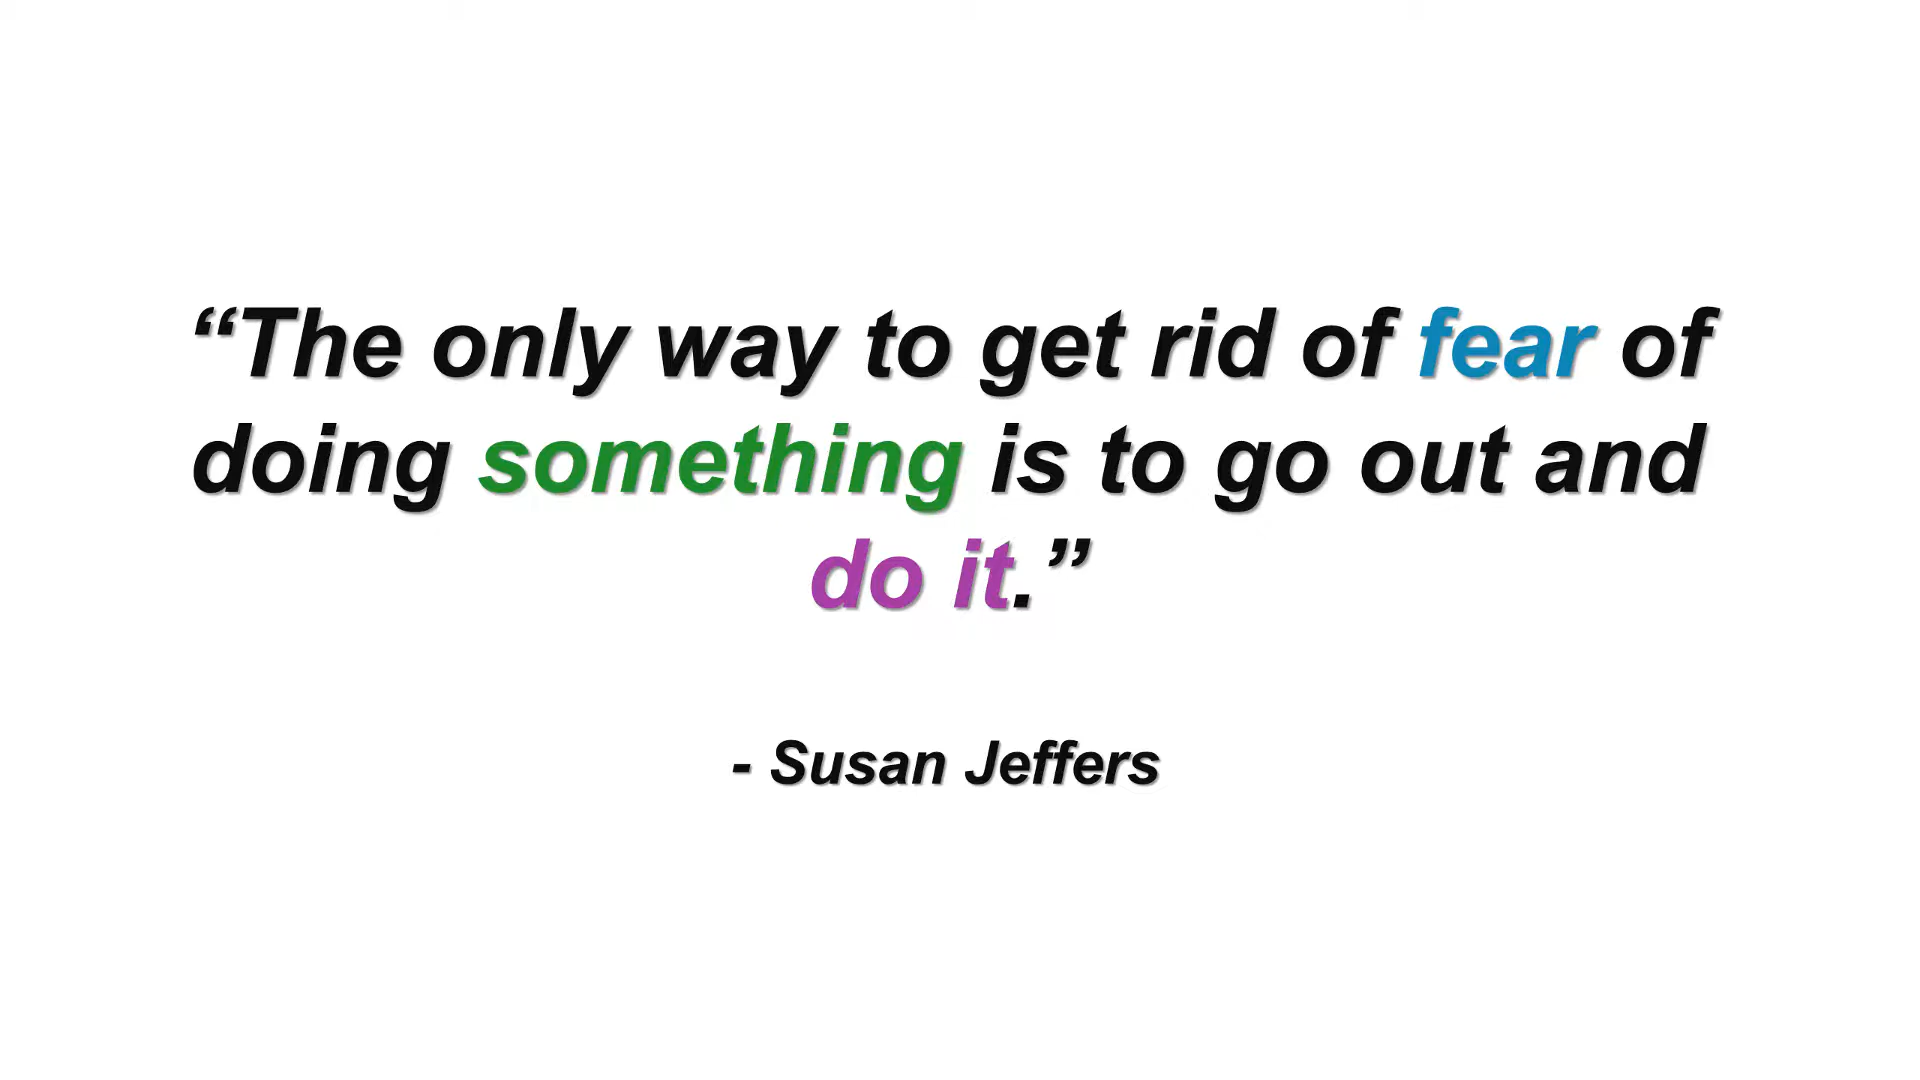 “The only way to get rid of fear of
doing something is to go out and
do it.”
- Susan Jeffers